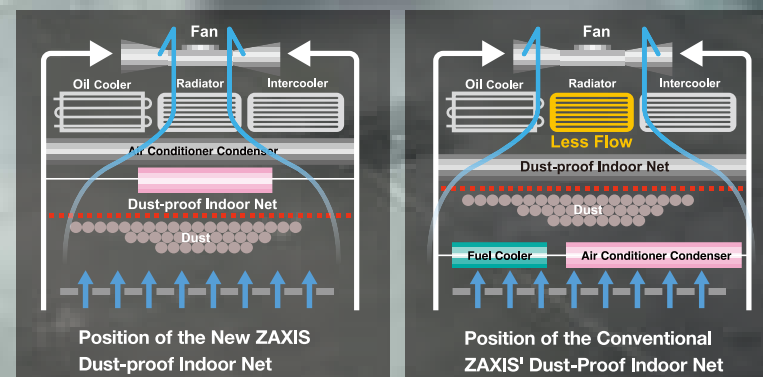 Fan
Oil Cooler
Radiator
Intercooler
Air Conditioner Condenser
Dust-proof Indoor Net
Dust
Position of the New ZAXIS
Dust-proof Indoor Net
Fan
Oil Cooler
Radiator
Intercooler
Less Flow
Dust-proof Indoor Net
Dust
Fuel Cooler
Air Conditioner Condenser
Position of the Conventional
ZAXIS' Dust-Proof Indoor Net